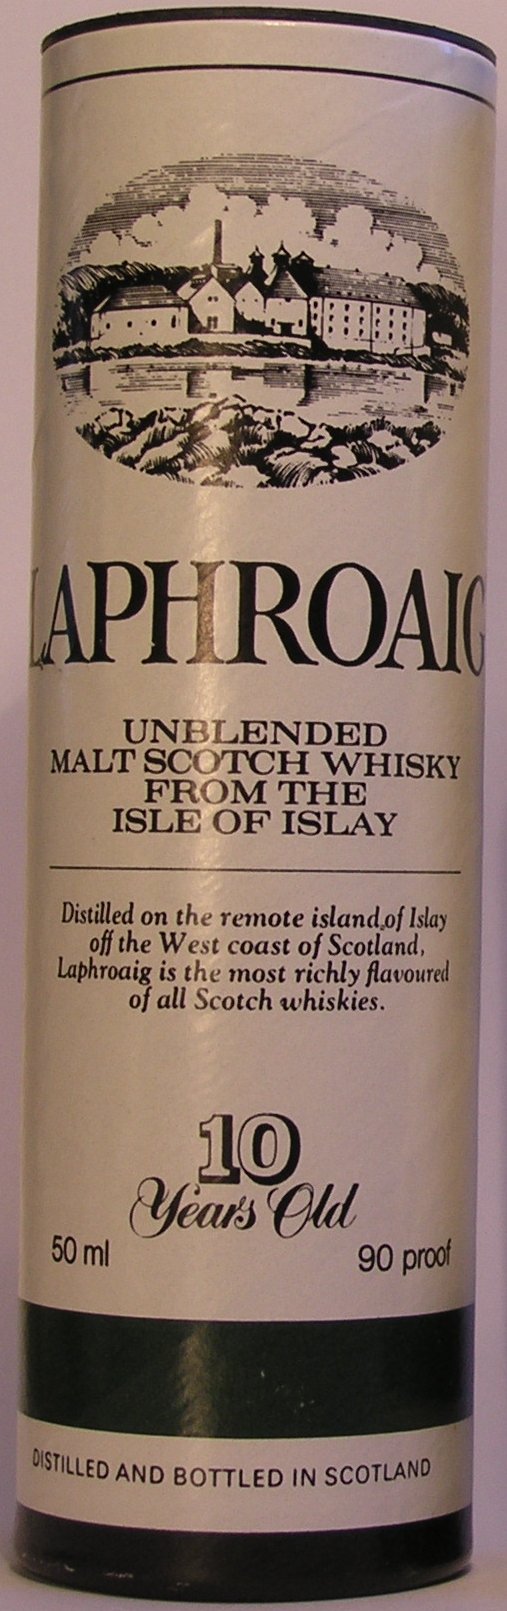 LAPHROAIG
UNBLENDED
MALT SCOTCH WHISKY
FROM THE
ISLE OF ISLAY
Distilled on the remote island of Islay
off the West coast of Scotland,
Laphroaig is the most richly flavoured
of all Scotch whiskies.
10
Years Old
50 ml 90 proof
DISTILLED AND BOTTLED IN SCOTLAND